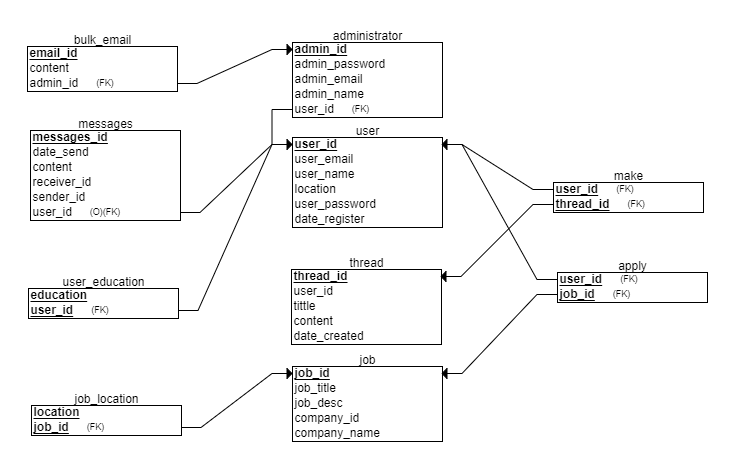 bulk_email
email_id
content
admin_id (FK)
administrator
admin_id
admin_password
admin_email
admin_name
user_id (FK)
messages
messages_id
date_send
content
receiver_id
sender_id
user_id (O)(FK)
user
user_id
user_email
user_name
location
user_password
date_register
make
user_id (FK)
thread_id (FK)
user_education
education
user_id (FK)
thread
thread_id
user_id
tittle
content
date_created
apply
user_id (FK)
job_id (FK)
job_location
location
job_id (FK)
job
job_id
job_title
job_desc
company_id
company_name